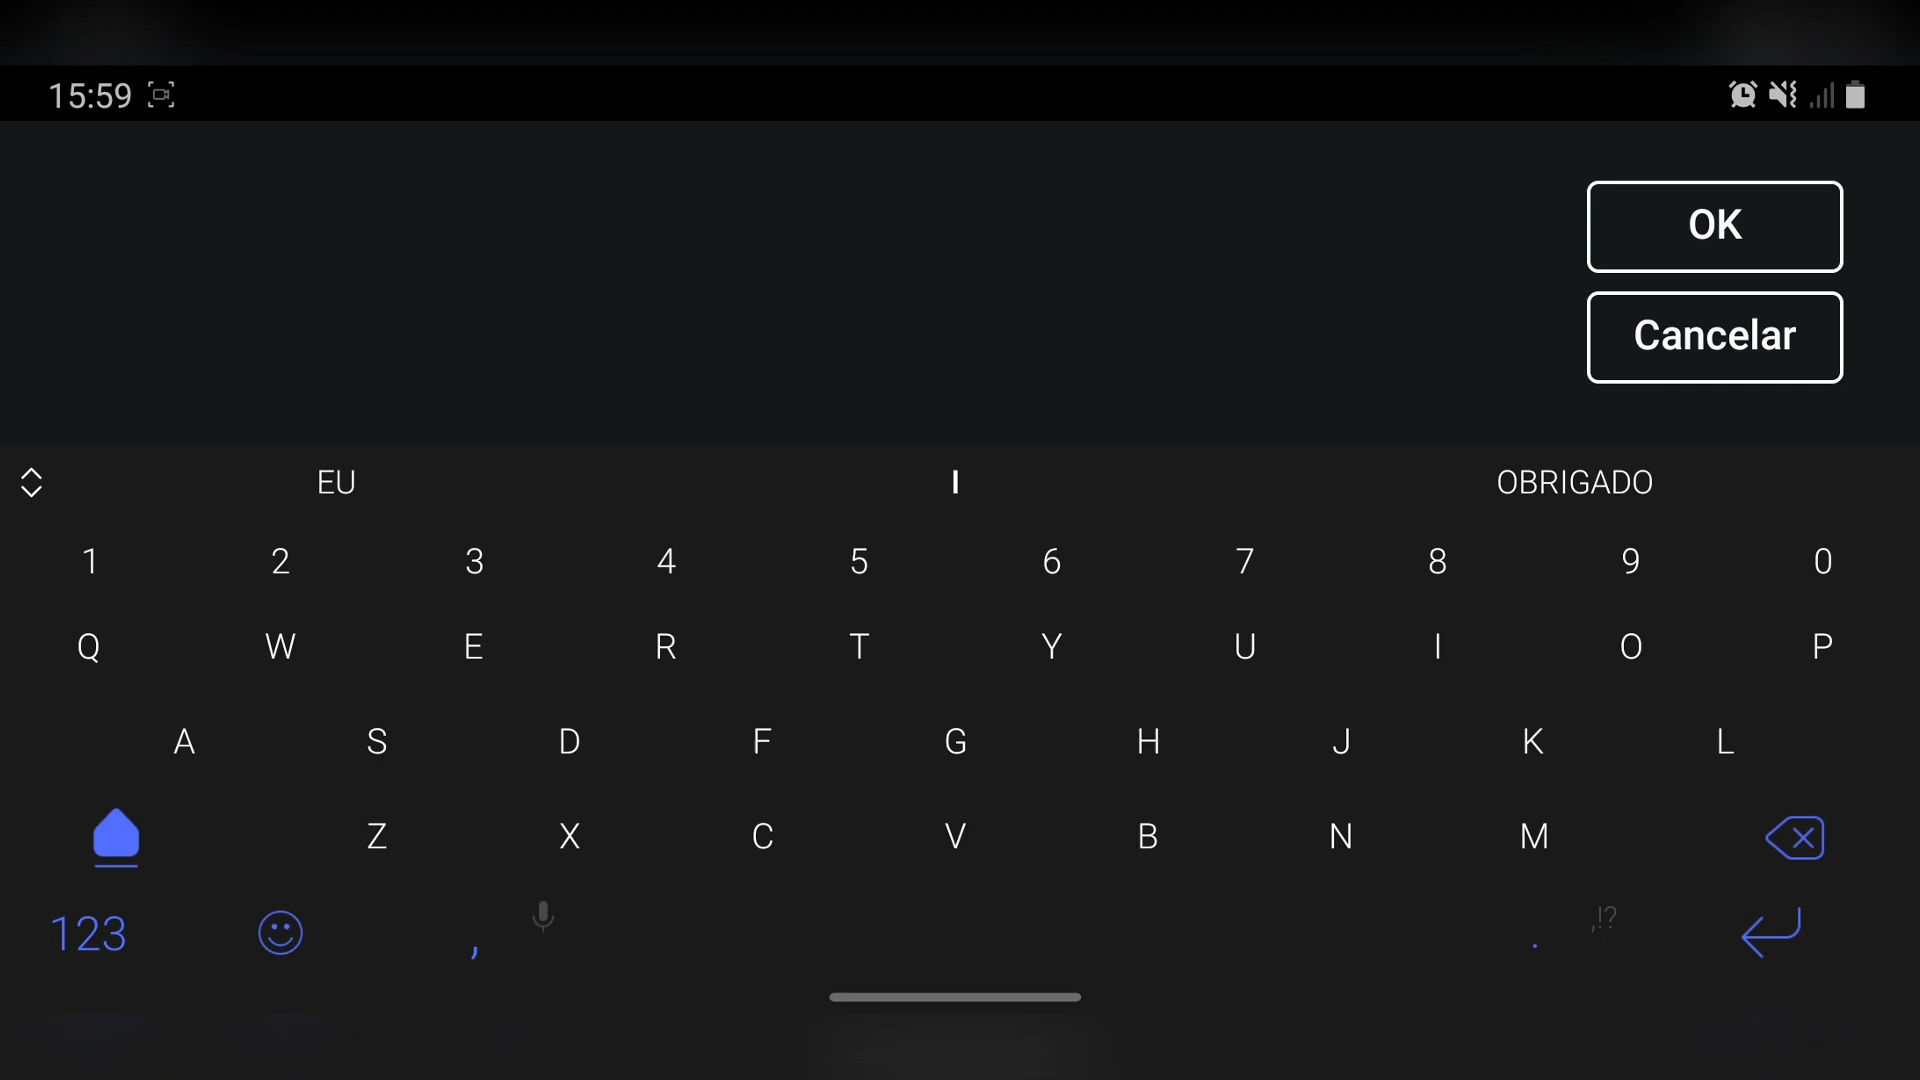 15:59
OK
Cancelar
EU I OBRIGADO
1 2 3 4 5 6 7 8 9 0
Q W E R T Y U I O P
A S D F G H J K L
Z X C V B N M
123 , . ,!?